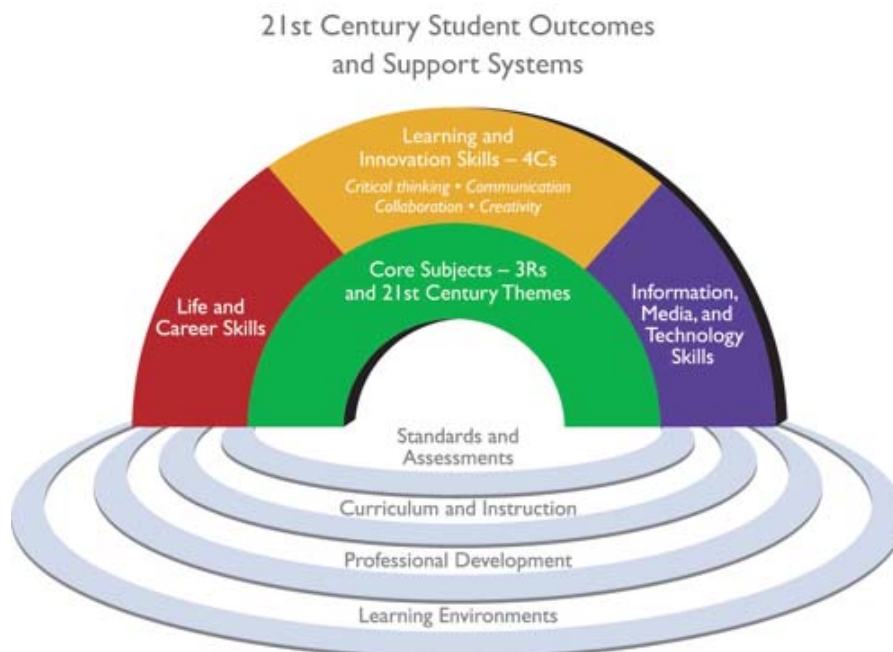 21st Century Student Outcomes
and Support Systems
Learning and
Innovation Skills – 4Cs
Critical thinking • Communication
Collaboration • Creativity
Core Subjects – 3Rs
and 21st Century Themes
Life and
Career Skills
Information,
Media, and
Technology
Skills
Standards and
Assessments
Curriculum and Instruction
Professional Development
Learning Environments